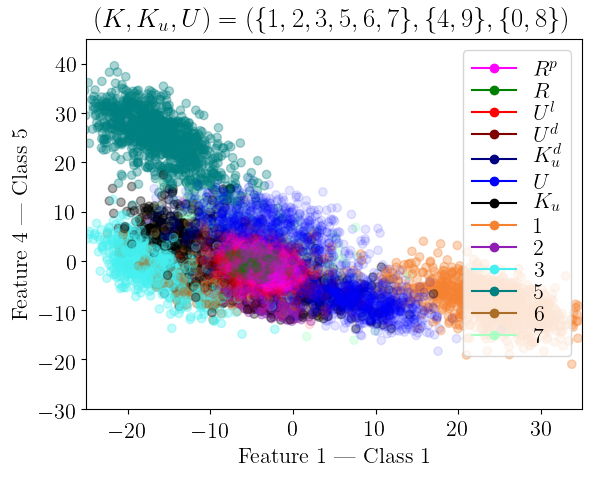 (K, K_u, U) = ({1, 2, 3, 5, 6, 7}, {4, 9}, {0, 8})
40
30
20
10
0
−10
−20
−30
Feature 4 — Class 5
−20
−10
0
10
20
30
Feature 1 — Class 1
R^p
R
U^l
U^d
K_u^d
U
K_u
1
2
3
5
6
7